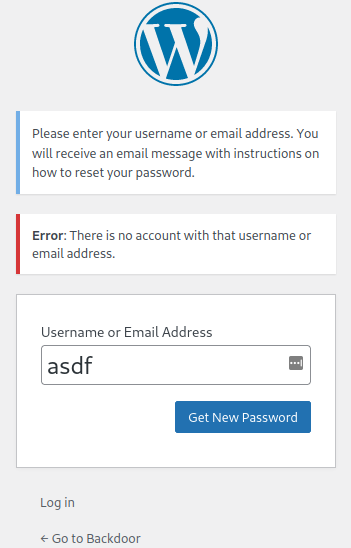 Please enter your username or email address. You
will receive an email message with instructions on
how to reset your password.
Error: There is no account with that username or
email address.
Username or Email Address
asdf
Get New Password
Log in
← Go to Backdoor